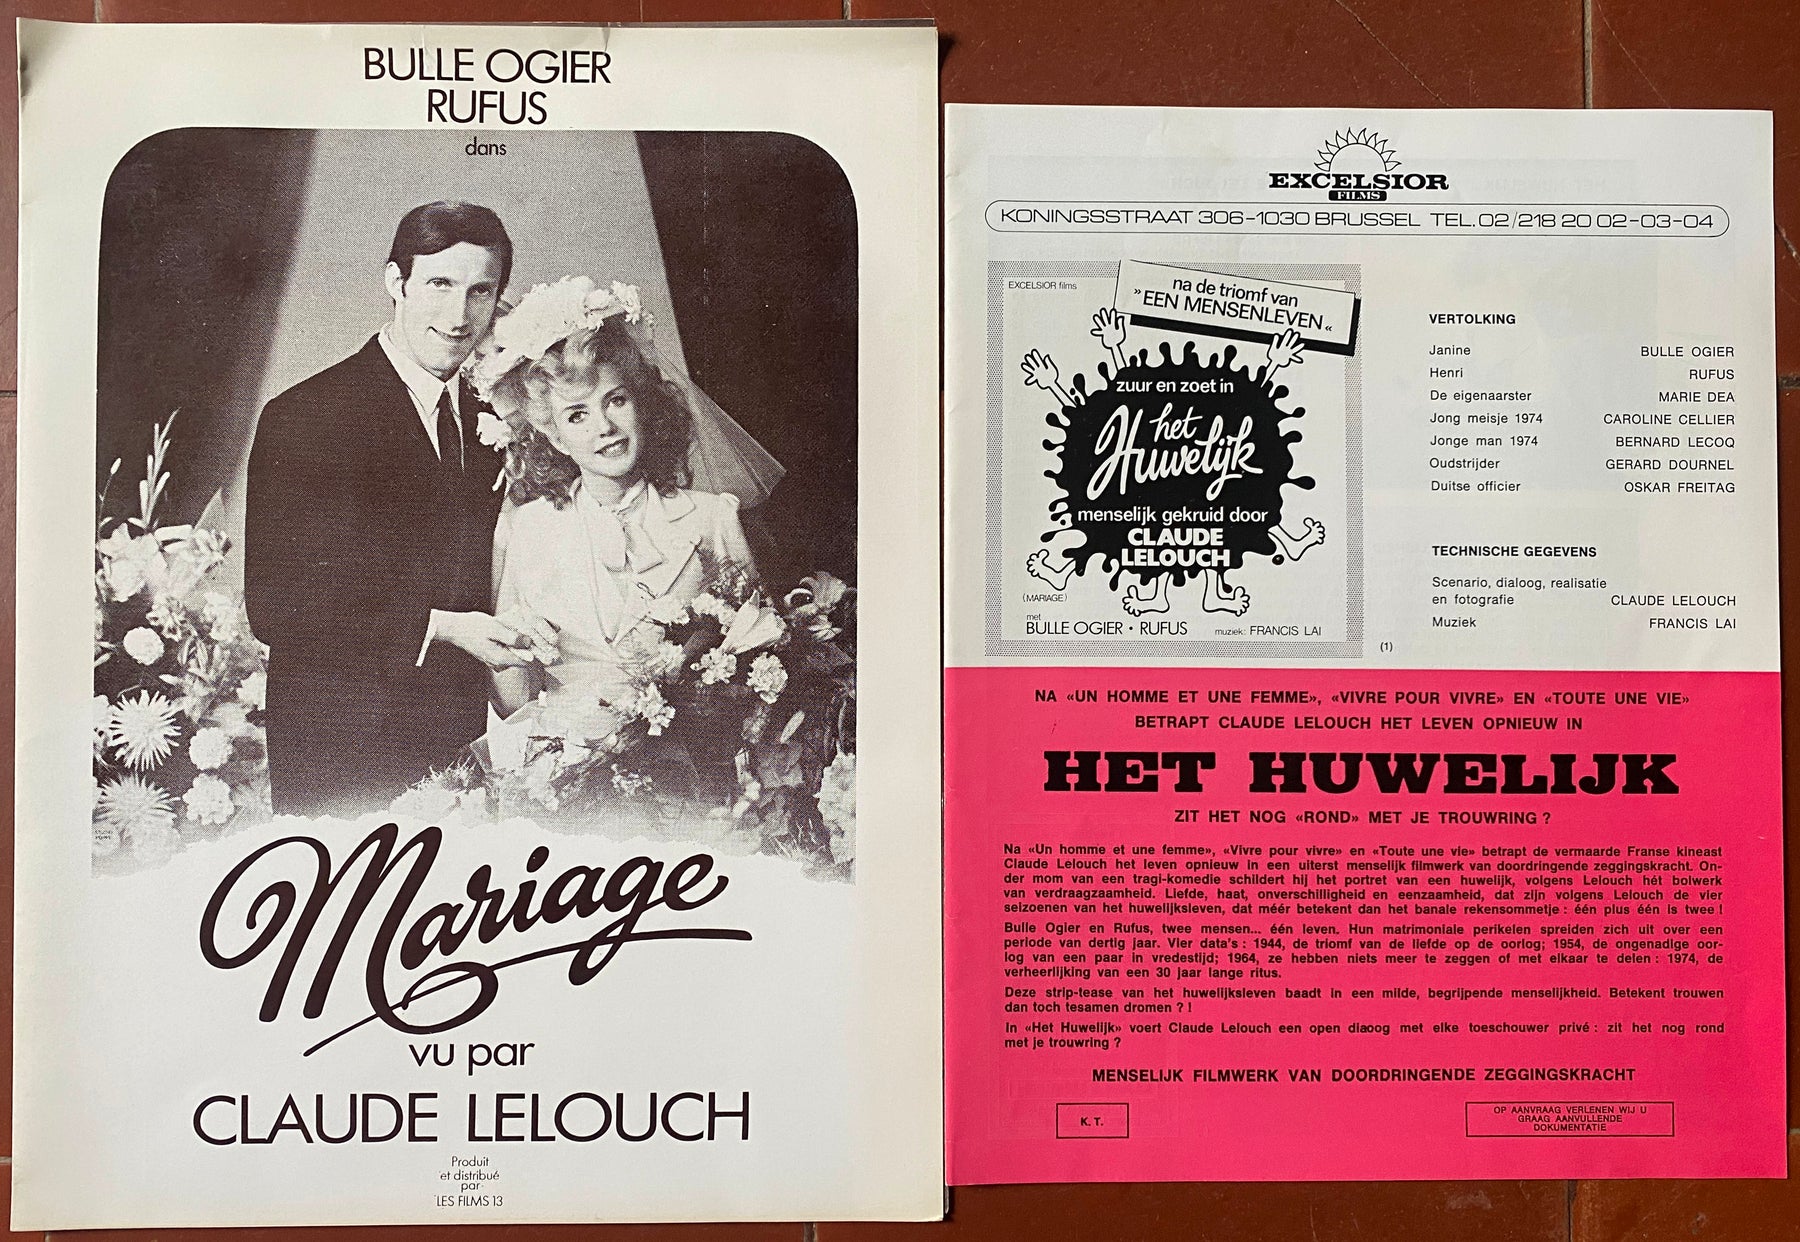 BULLE OGIER
RUFUS
dans
Mariage
vu par
CLAUDE LELOUCH
Produit
et distribué
par
LES FILMS 13
EXCELSIOR
FILMS
KONINGSSTRAAT 306-1030 BRUSSEL TEL. 02/218 20 02-03-04
EXCELSIOR films
na de triomf van
»EEN MENSENLEVEN«
zuur en zoet in
het
Huwelijk
menselijk gekruid door
CLAUDE
LELOUCH
(MARIAGE)
met
BULLE OGIER • RUFUS muziek: FRANCIS LAI
(1)
VERTOLKING
Janine BULLE OGIER
Henri RUFUS
De eigenaarster MARIE DEA
Jong meisje 1974 CAROLINE CELLIER
Jonge man 1974 BERNARD LECOQ
Oudstrijder GERARD DOURNEL
Duitse officier OSKAR FREITAG
TECHNISCHE GEGEVENS
Scenario, dialoog, realisatie
en fotografie CLAUDE LELOUCH
Muziek FRANCIS LAI
NA «UN HOMME ET UNE FEMME», «VIVRE POUR VIVRE» EN «TOUTE UNE VIE»
BETRAPT CLAUDE LELOUCH HET LEVEN OPNIEUW IN
HET HUWELIJK
ZIT HET NOG «ROND» MET JE TROUWRING ?
Na «Un homme et une femme», «Vivre pour vivre» en «Toute une vie» betrapt de vermaarde Franse kineast
Claude Lelouch het leven opnieuw in een uiterst menselijk filmwerk van doordringende zeggingskracht. On-
der mom van een tragi-komedie schildert hij het portret van een huwelijk, volgens Lelouch hét bolwerk
van verdraagzaamheid. Liefde, haat, onverschilligheid en eenzaamheid, dat zijn volgens Lelouch de vier
seizoenen van het huwelijksleven, dat méér betekent dan het banale rekensommetje : één plus één is twee !
Bulle Ogier en Rufus, twee mensen... één leven. Hun matrimoniale perikelen spreiden zich uit over een
periode van dertig jaar. Vier data's : 1944, de triomf van de liefde op de oorlog; 1954, de ongenadige oor-
log van een paar in vredestijd; 1964, ze hebben niets meer te zeggen of met elkaar te delen : 1974, de
verheerlijking van een 30 jaar lange ritus.
Deze strip-tease van het huwelijksleven baadt in een milde, begrijpende menselijkheid. Betekent trouwen
dan toch tesamen dromen ? !
In «Het Huwelijk» voert Claude Lelouch een open diaoog met elke toeschouwer privé : zit het nog rond
met je trouwring ?
MENSELIJK FILMWERK VAN DOORDRINGENDE ZEGGINGSKRACHT
K. T.
OP AANVRAAG VERLENEN WIJ U
GRAAG AANVULLENDE
DOKUMENTATIE